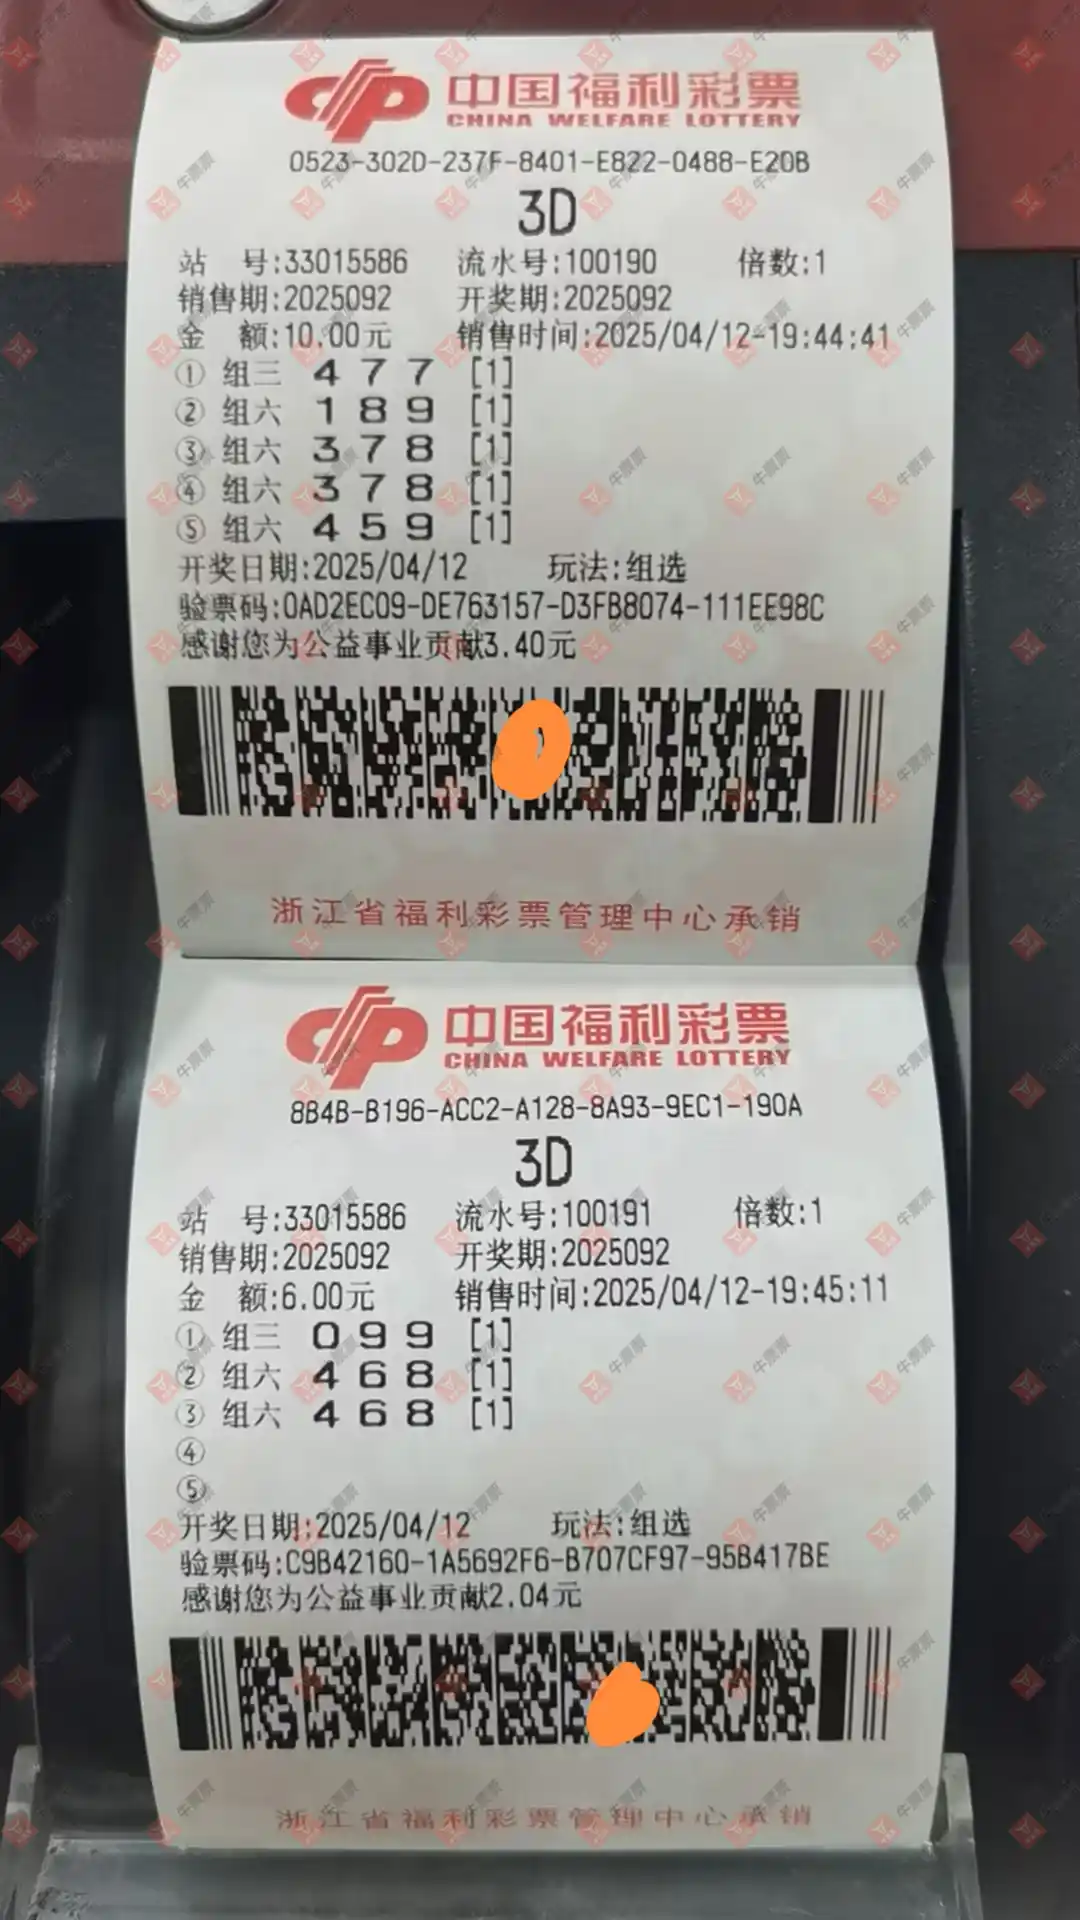 中国福利彩票
CHINA WELFARE LOTTERY
0523-302D-237F-8401-E822-0488-E20B
3D
站 号:33015586 流水号:100190 倍数:1
销售期:2025092 开奖期:2025092
金 额:10.00元 销售时间:2025/04/12-19:44:41
① 组三 4 7 7 [1]
② 组六 1 8 9 [1]
③ 组六 3 7 8 [1]
④ 组六 3 7 8 [1]
⑤ 组六 4 5 9 [1]
开奖日期:2025/04/12 玩法:组选
验票码:0AD2EC09-DE763157-D3FB8074-111EE98C
感谢您为公益事业贡献3.40元
浙江省福利彩票管理中心承销
中国福利彩票
CHINA WELFARE LOTTERY
8B4B-B196-ACC2-A128-8A93-9EC1-190A
3D
站 号:33015586 流水号:100191 倍数:1
销售期:2025092 开奖期:2025092
金 额:6.00元 销售时间:2025/04/12-19:45:11
① 组三 0 9 9 [1]
② 组六 4 6 8 [1]
③ 组六 4 6 8 [1]
④
⑤
开奖日期:2025/04/12 玩法:组选
验票码:C9B42160-1A5692F6-B707CF97-95B417BE
感谢您为公益事业贡献2.04元
浙江省福利彩票管理中心承销
牛票票